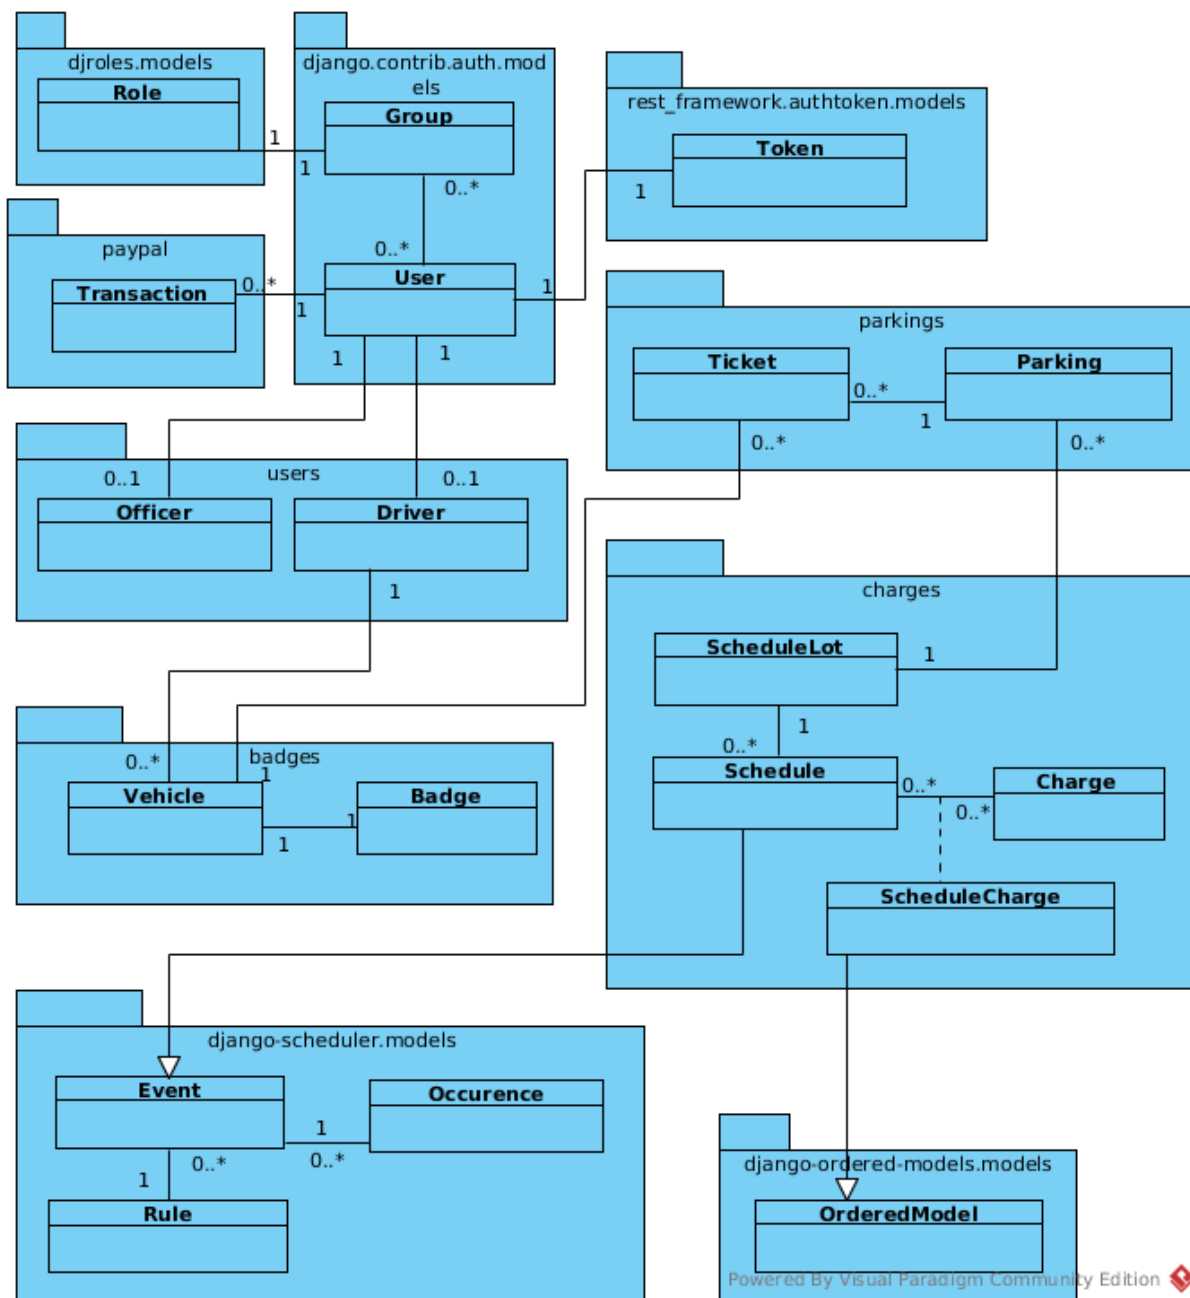 djroles.models
Role
django.contrib.auth.mod
els
Group
rest_framework.authtoken.models
Token
1
1
0..*
1
0..*
paypal
Transaction
0..*
1
User
1
1
1
parkings
Ticket
Parking
0..*
1
0..*
0..*
users
0..1
0..1
Officer
Driver
1
charges
ScheduleLot
1
1
0..*
Schedule
0..*
0..*
Charge
ScheduleCharge
badges
0..*
1
Vehicle
Badge
1
1
django-scheduler.models
Event
Occurence
1
0..*
0..*
1
Rule
django-ordered-models.models
OrderedModel
Powered By Visual Paradigm Community Edition